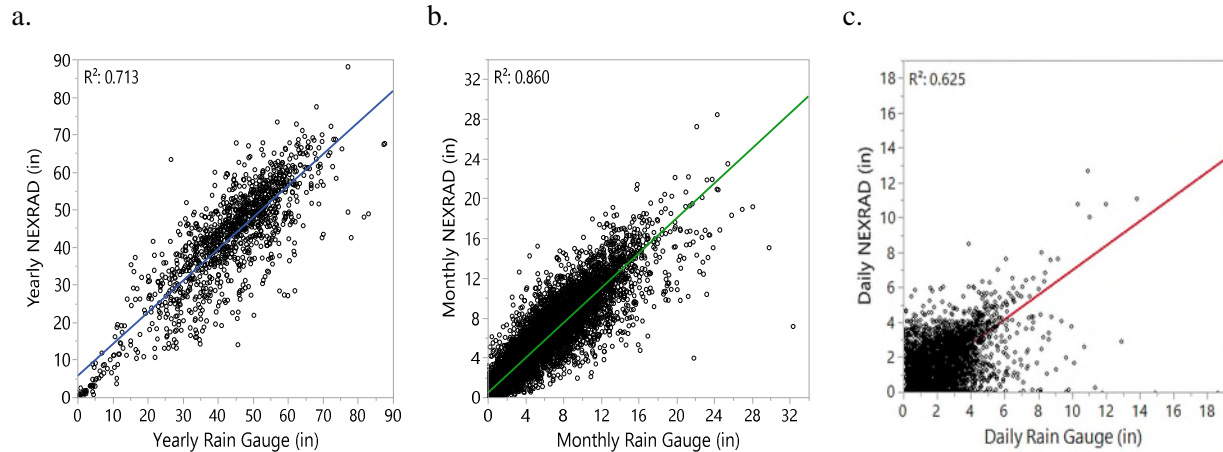 a.
b.
c.
R²: 0.713
90
80
70
60
50
40
30
20
10
0
Yearly NEXRAD (in)
0 10 20 30 40 50 60 70 80 90
Yearly Rain Gauge (in)
R²: 0.860
32
28
24
20
16
12
8
4
0
Monthly NEXRAD (in)
0 4 8 12 16 20 24 28 32
Monthly Rain Gauge (in)
R²: 0.625
18
16
14
12
10
8
6
4
2
0
Daily NEXRAD (in)
0 2 4 6 8 10 12 14 16 18
Daily Rain Gauge (in)